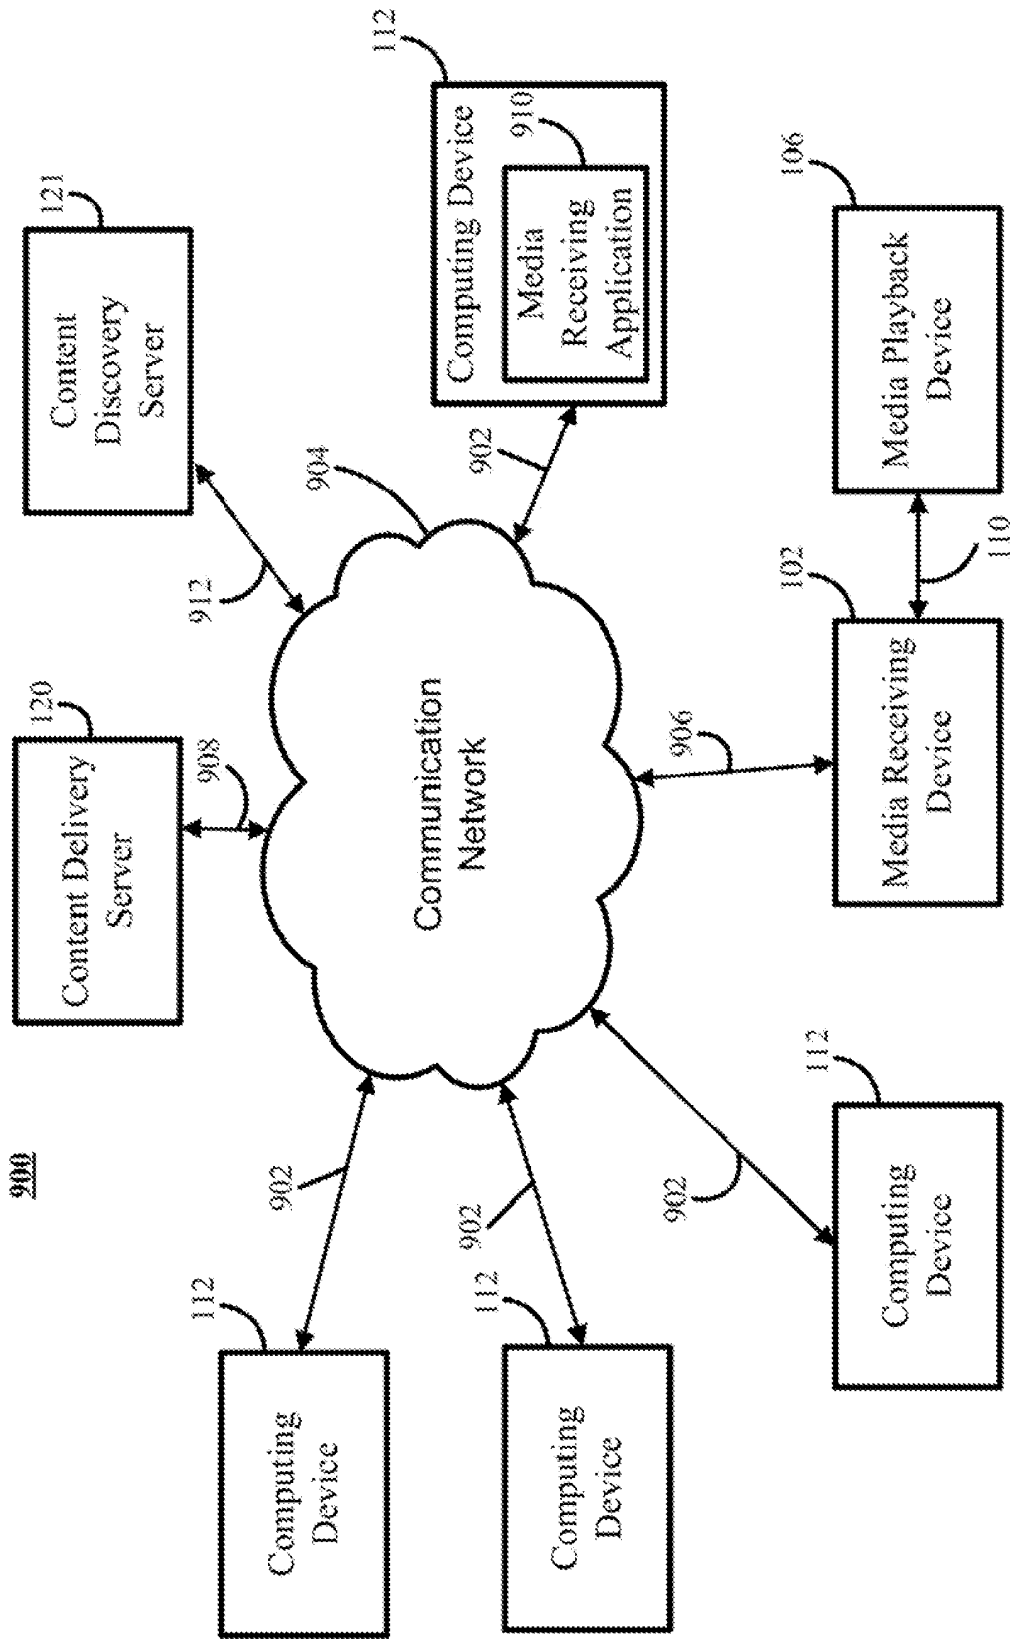 900
120
Content Delivery
Server
908
121
Content
Discovery
Server
912
112
Computing
Device
902
Communication
Network
904
112
Computing Device
910
Media
Receiving
Application
902
112
Computing
Device
902
112
Computing
Device
902
906
102
Media Receiving
Device
110
106
Media Playback
Device